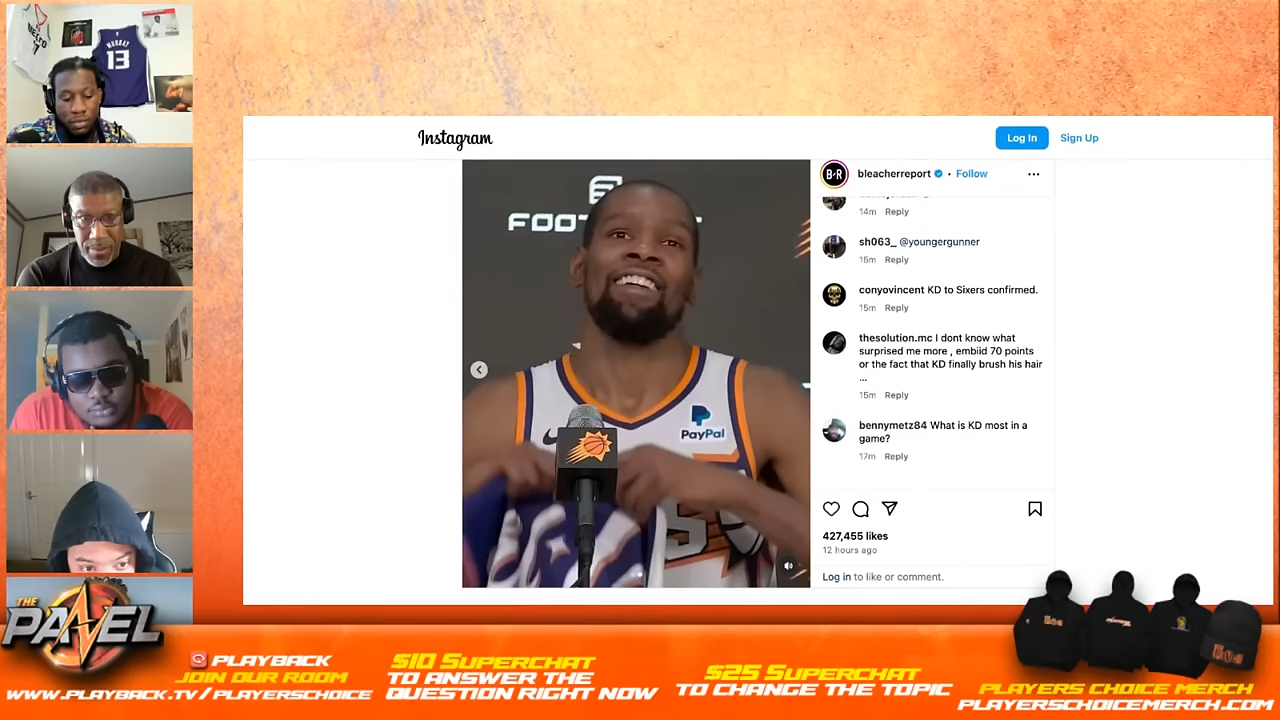 MURRAY
13
Instagram
Log In
Sign Up
bleacherreport • Follow
14m Reply
sh063_ @youngergunner
15m Reply
conyovincent KD to Sixers confirmed.
15m Reply
thesolution.mc I dont know what
surprised me more , embiid 70 points
or the fact that KD finally brush his hair
...
15m Reply
bennymetz84 What is KD most in a
game?
17m Reply
427,455 likes
12 hours ago
Log in to like or comment.
B·R
FOOT
PayPal
THE
PANEL
PLAYBACK
JOIN OUR ROOM
WWW.PLAYBACK.TV/PLAYERSCHOICE
$10 SUPERCHAT
TO ANSWER THE
QUESTION RIGHT NOW
$25 SUPERCHAT
TO CHANGE THE TOPIC
PLAYERS CHOICE MERCH
PLAYERSCHOICEMERCH.COM